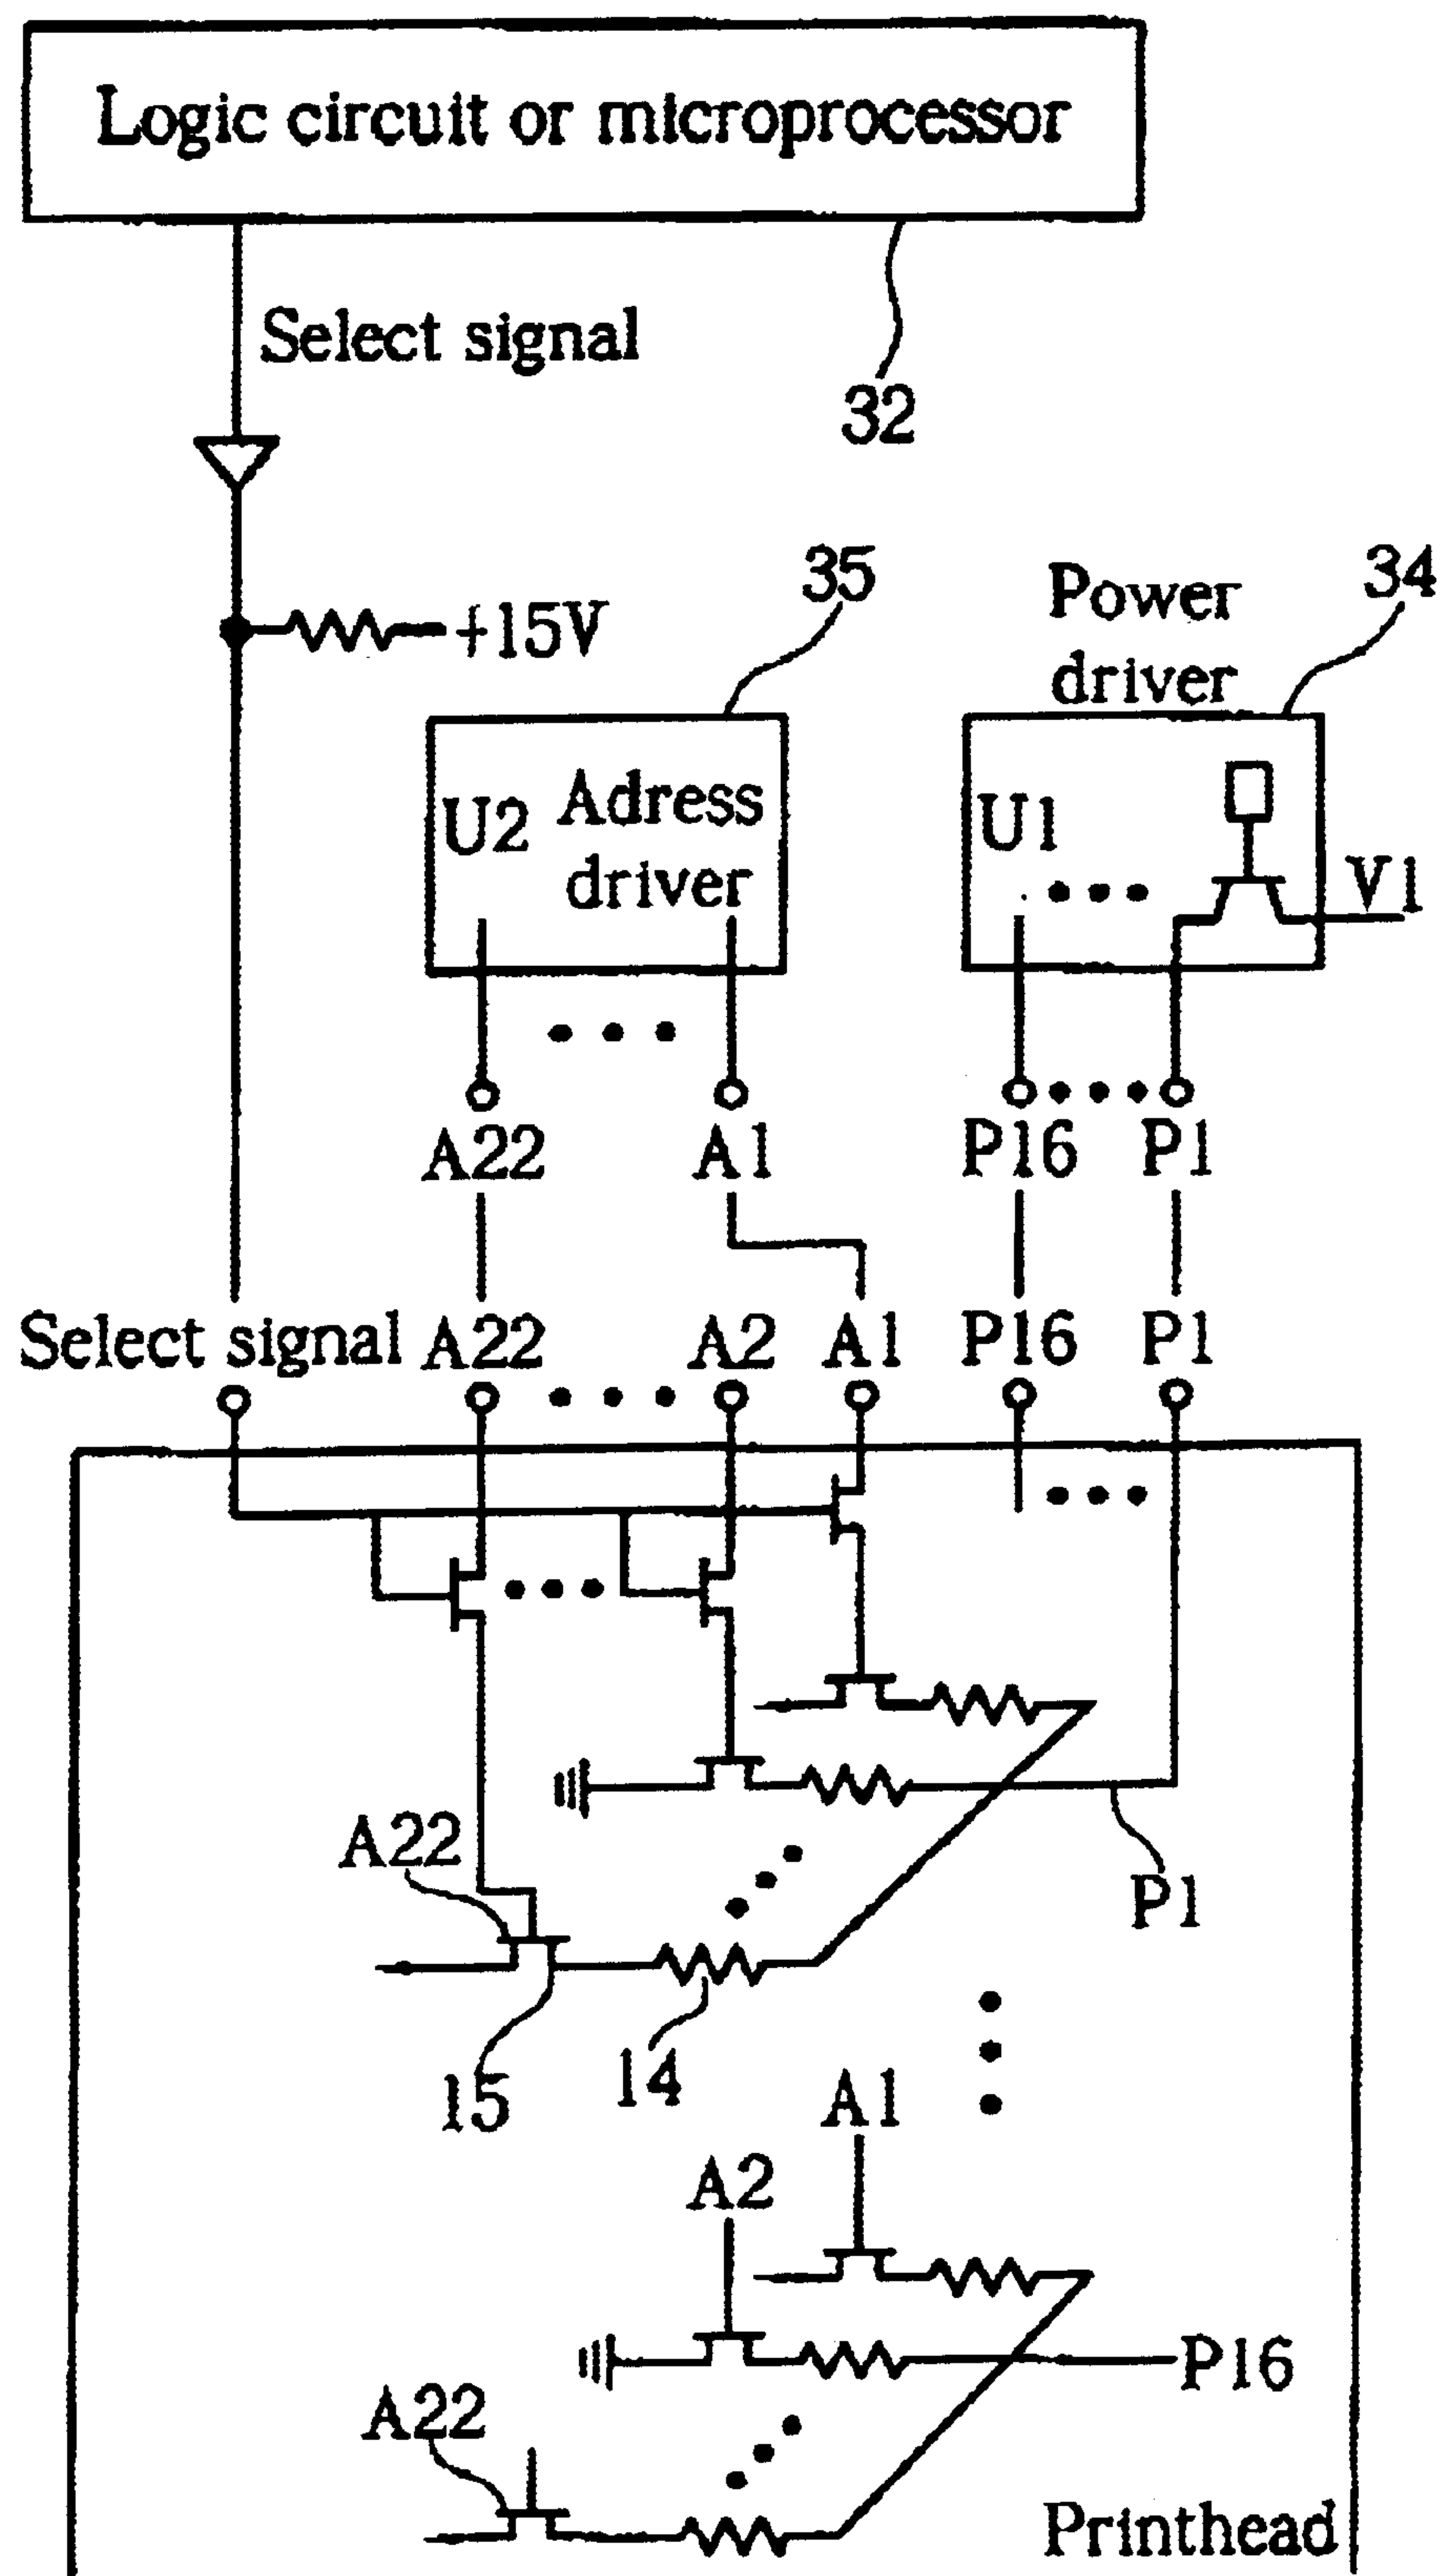 Logic circuit or microprocessor
Select signal
32
+15V
35
Power
driver
34
U2
Adress
driver
U1
V1
A22
A1
P16
P1
Select signal
A22
A2
A1
P16
P1
A22
P1
15
14
A1
A2
P16
A22
Printhead